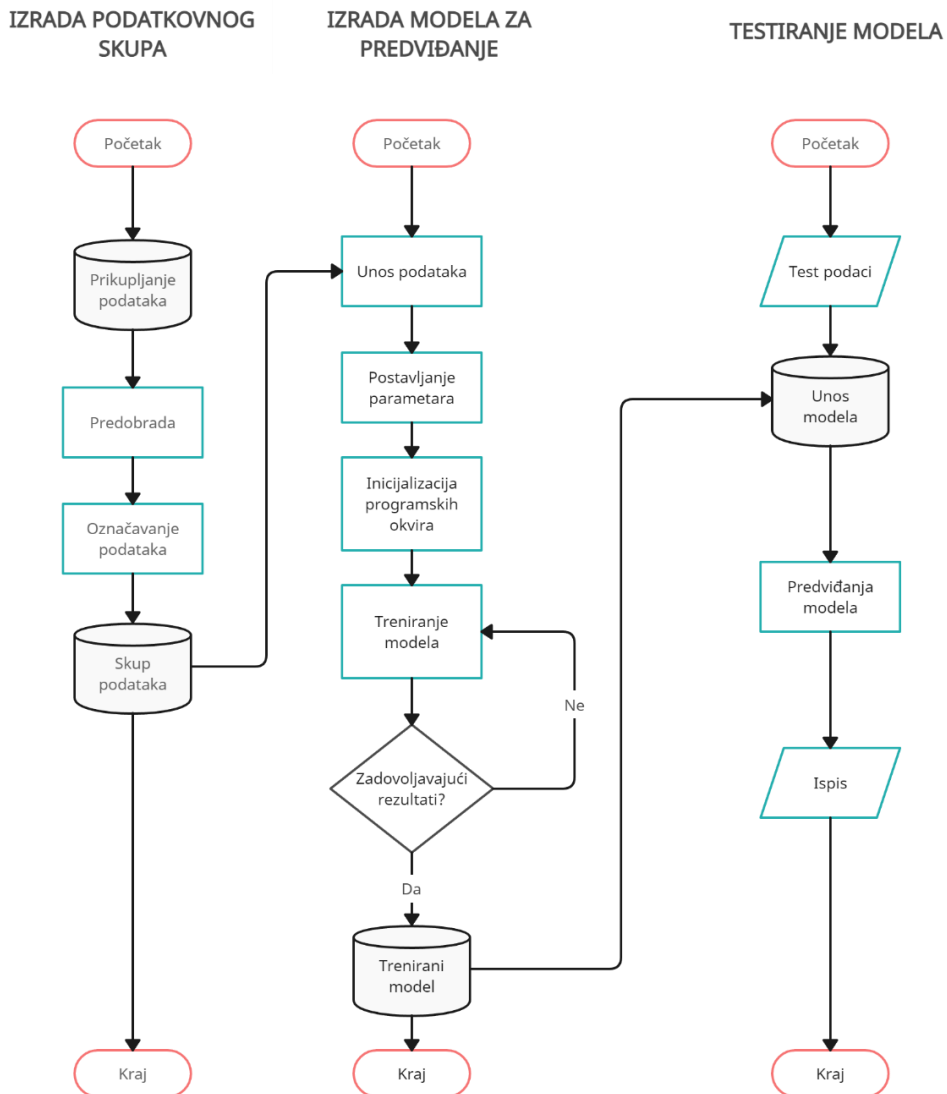 IZRADA PODATKOVNOG
SKUPA
Početak
Prikupljanje
podataka
Predobrada
Označavanje
podataka
Skup
podataka
Kraj
IZRADA MODELA ZA
PREDVIĐANJE
Početak
Unos podataka
Postavljanje
parametara
Inicijalizacija
programskih
okvira
Treniranje
modela
Ne
Zadovoljavajući
rezultati?
Da
Trenirani
model
Kraj
TESTIRANJE MODELA
Početak
Test podaci
Unos
modela
Predviđanja
modela
Ispis
Kraj